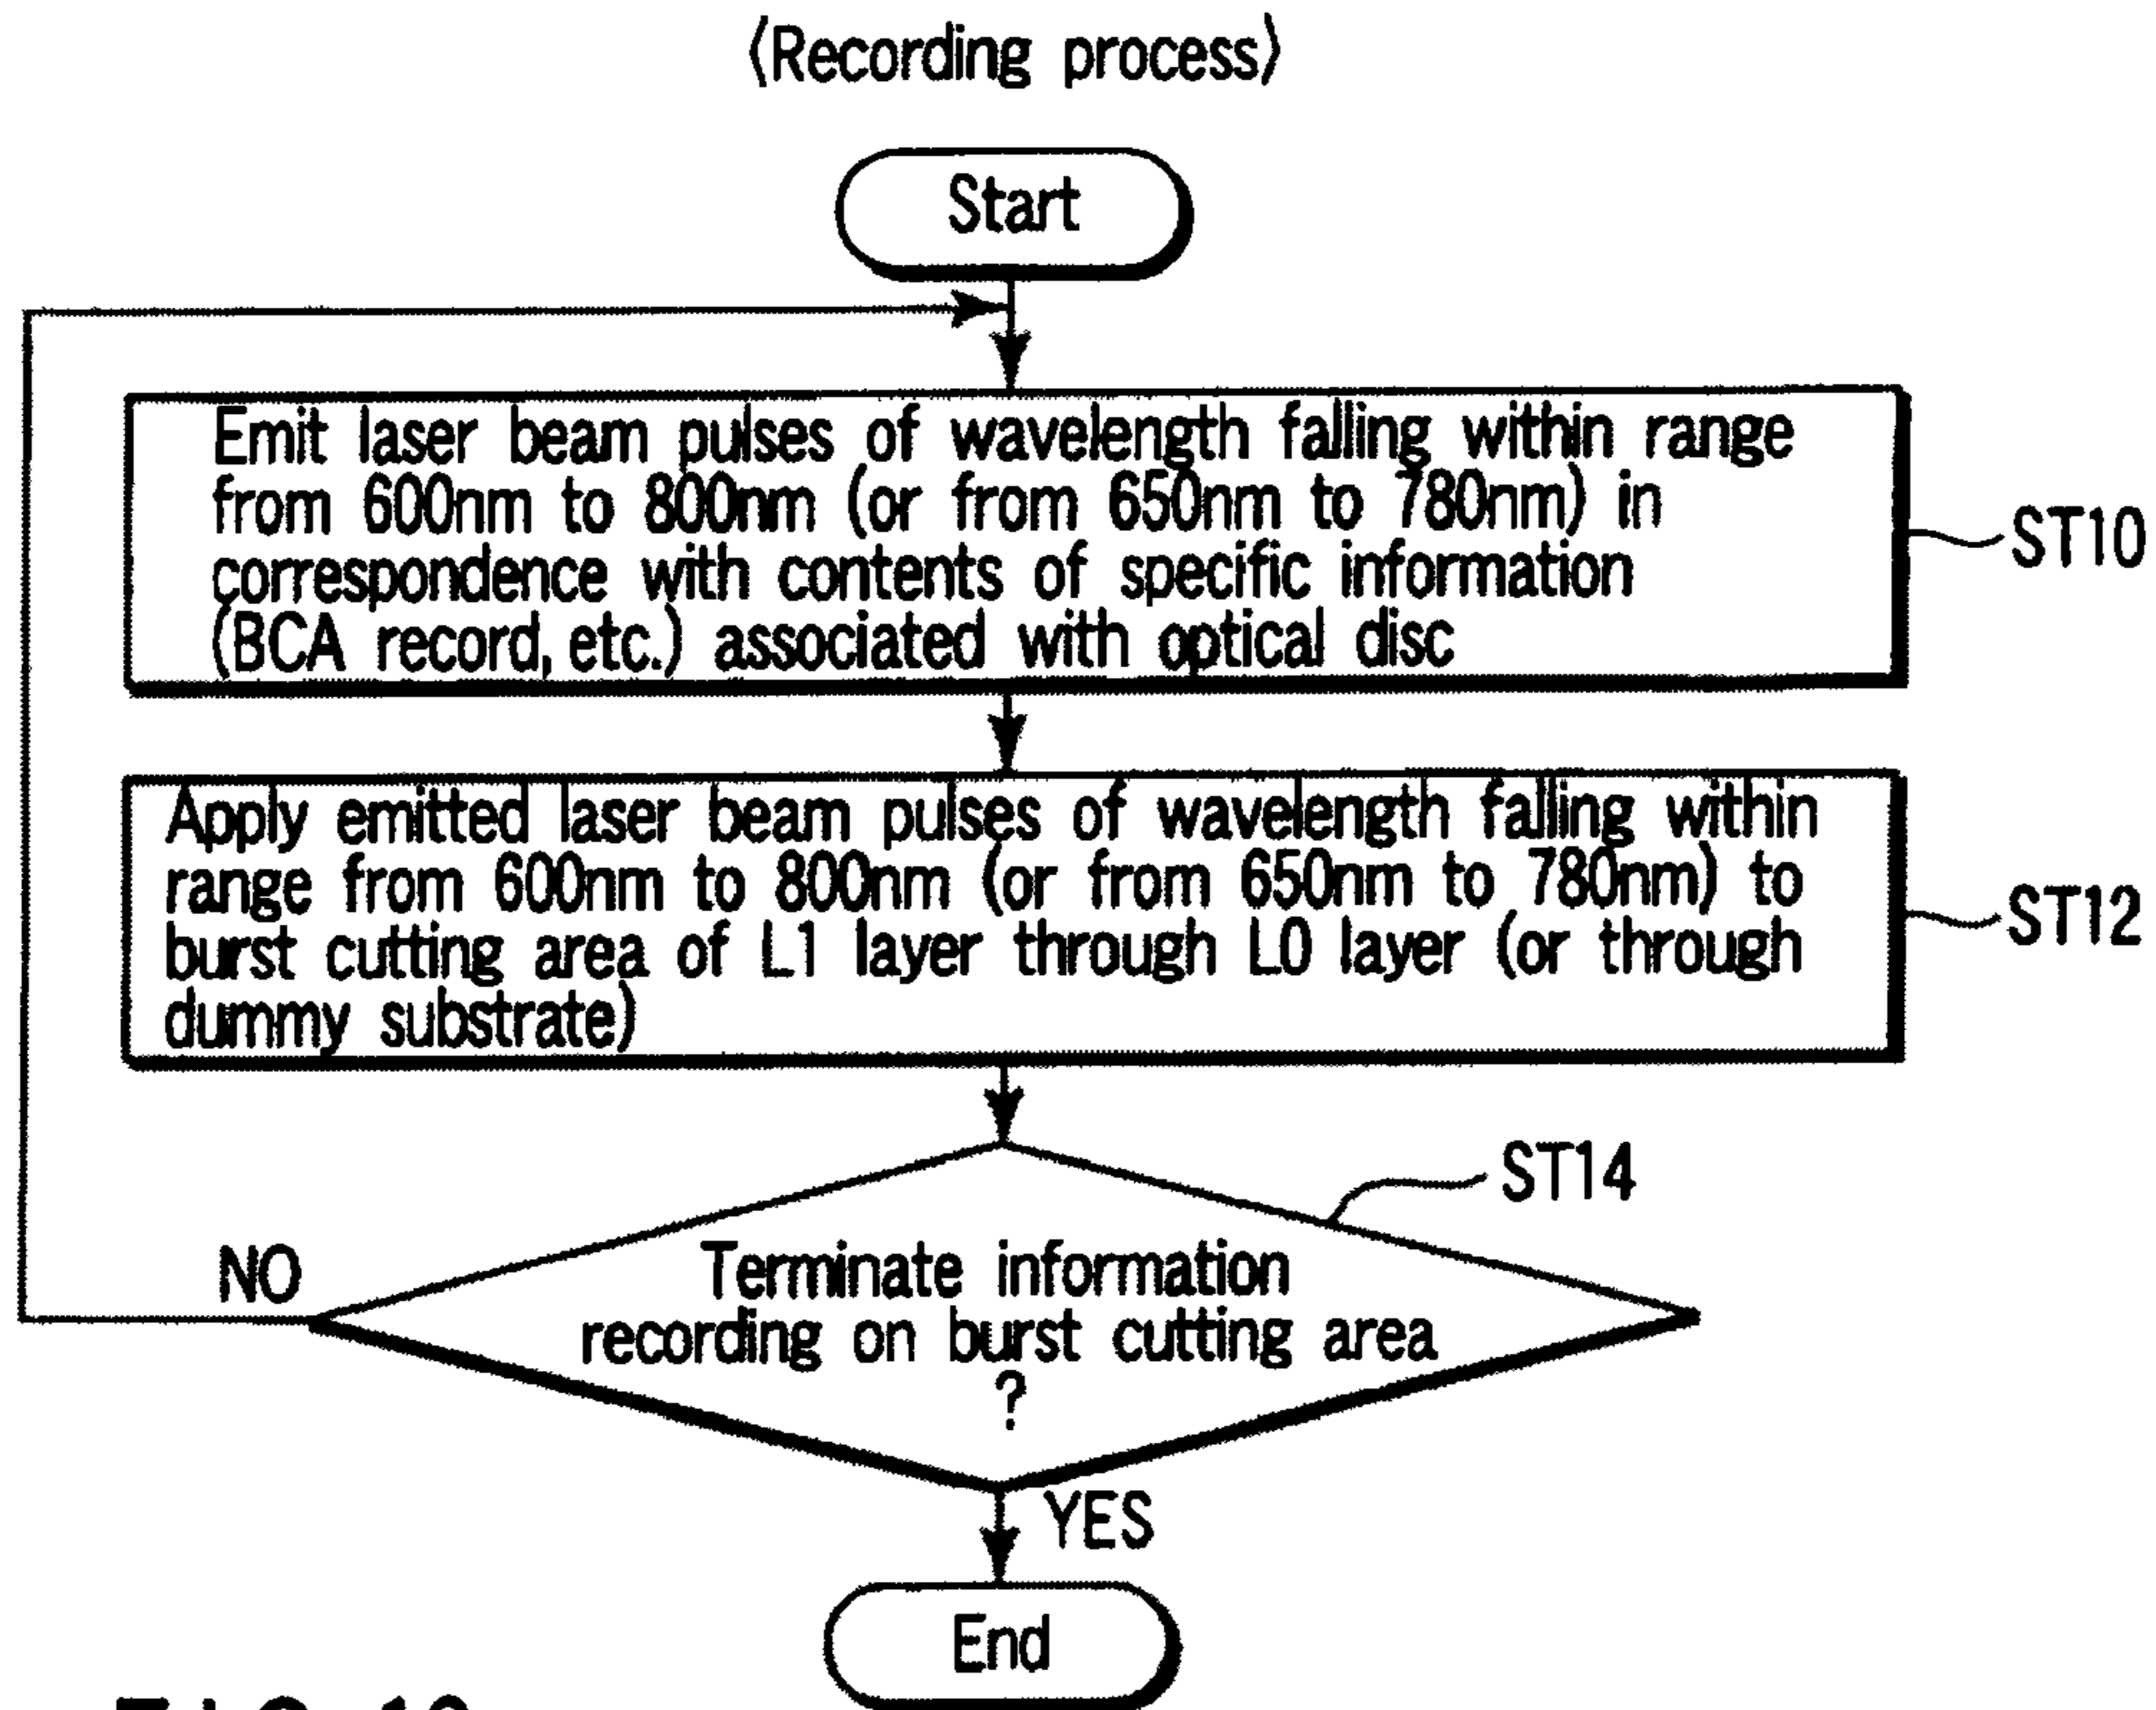 (Recording process)
Start
Emit laser beam pulses of wavelength falling within range
from 600nm to 800nm (or from 650nm to 780nm) in
correspondence with contents of specific information
(BCA record, etc.) associated with optical disc
ST10
Apply emitted laser beam pulses of wavelength falling within
range from 600nm to 800nm (or from 650nm to 780nm) to
burst cutting area of L1 layer through L0 layer (or through
dummy substrate)
ST12
ST14
Terminate information
recording on burst cutting area
?
NO
YES
End